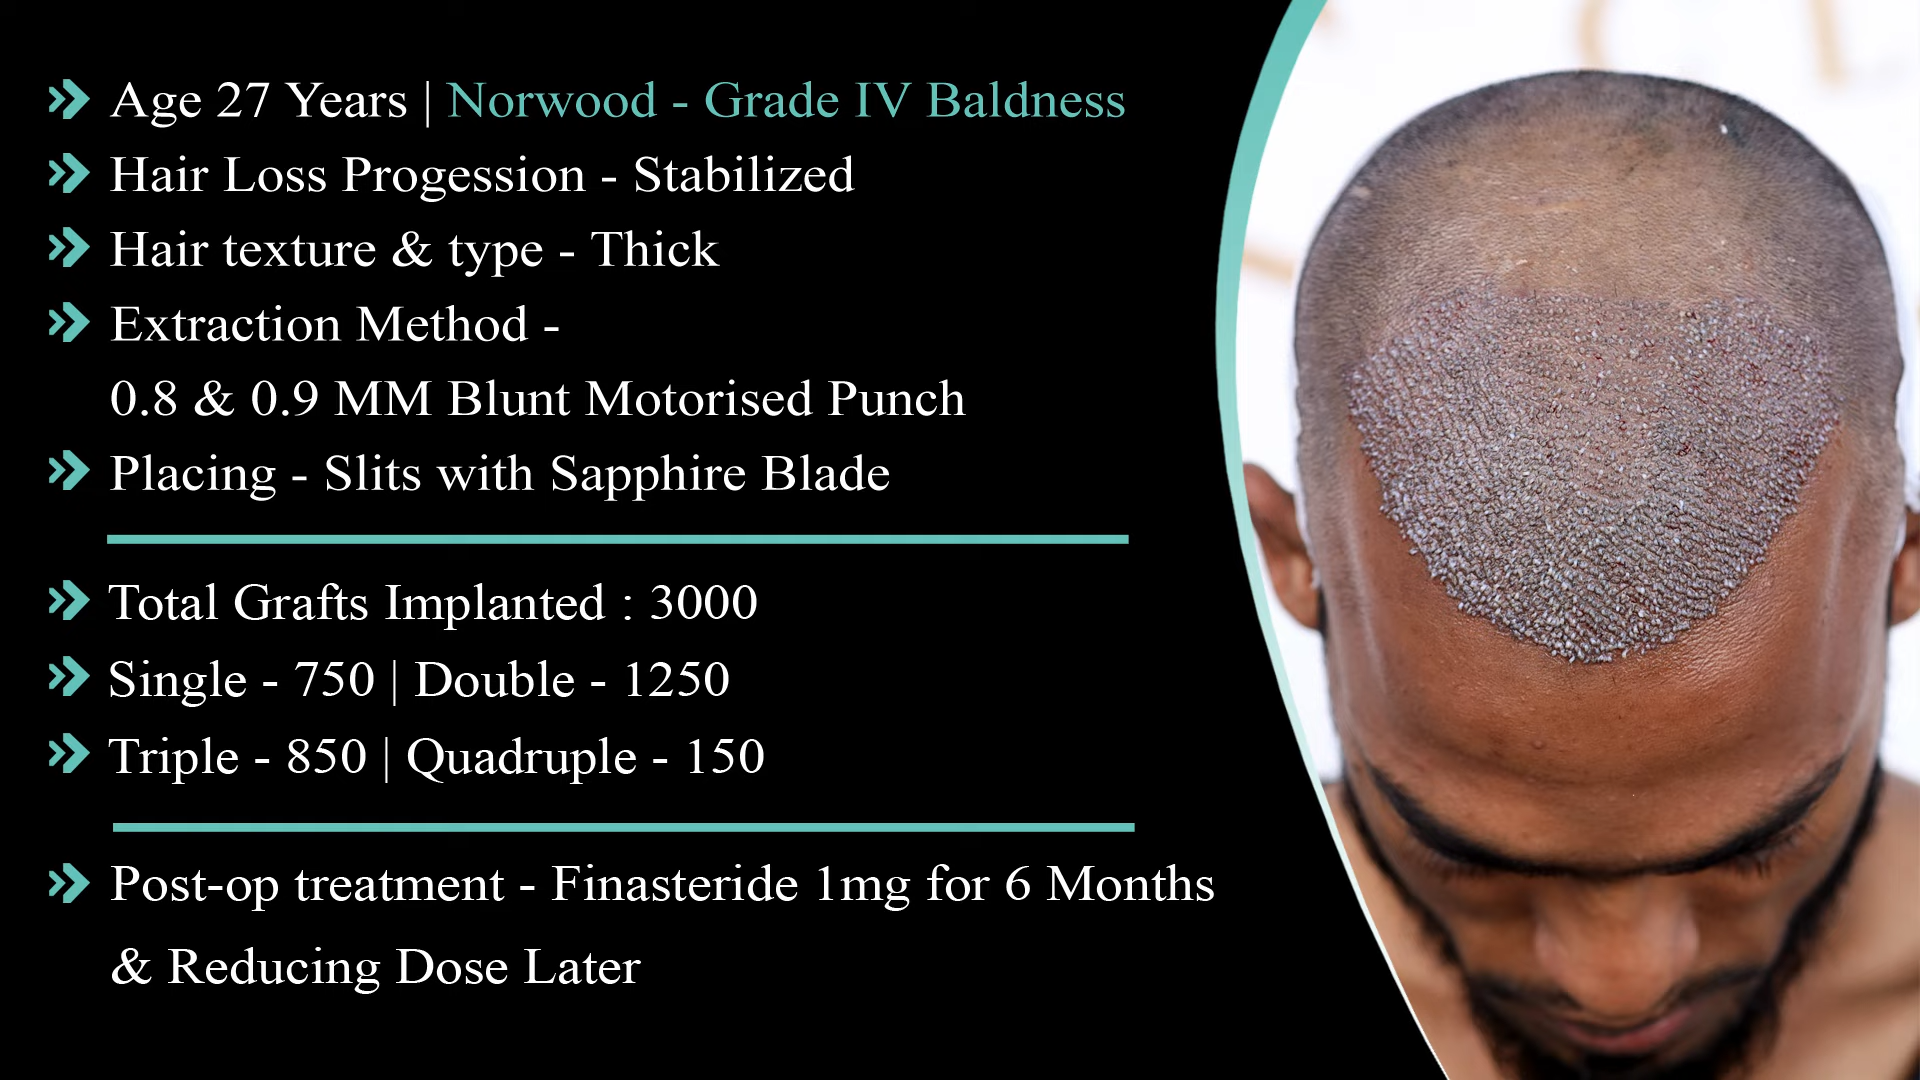 Age 27 Years | Norwood - Grade IV Baldness
Hair Loss Progession - Stabilized
Hair texture & type - Thick
Extraction Method -
0.8 & 0.9 MM Blunt Motorised Punch
Placing - Slits with Sapphire Blade
Total Grafts Implanted : 3000
Single - 750 | Double - 1250
Triple - 850 | Quadruple - 150
Post-op treatment - Finasteride 1mg for 6 Months
& Reducing Dose Later